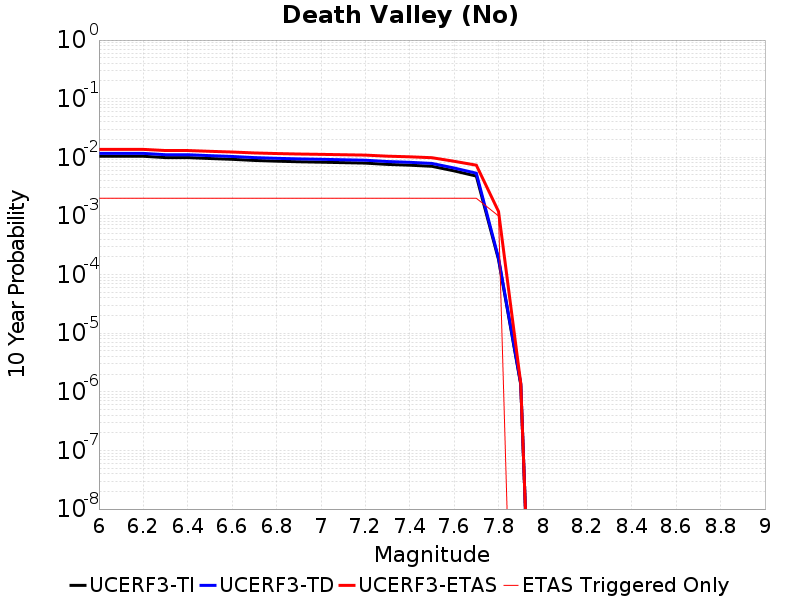 Death Valley (No)
10 Year Probability
10^0
10^-1
10^-2
10^-3
10^-4
10^-5
10^-6
10^-7
10^-8
6 6.2 6.4 6.6 6.8 7 7.2 7.4 7.6 7.8 8 8.2 8.4 8.6 8.8 9
Magnitude
UCERF3-TI UCERF3-TD UCERF3-ETAS ETAS Triggered Only